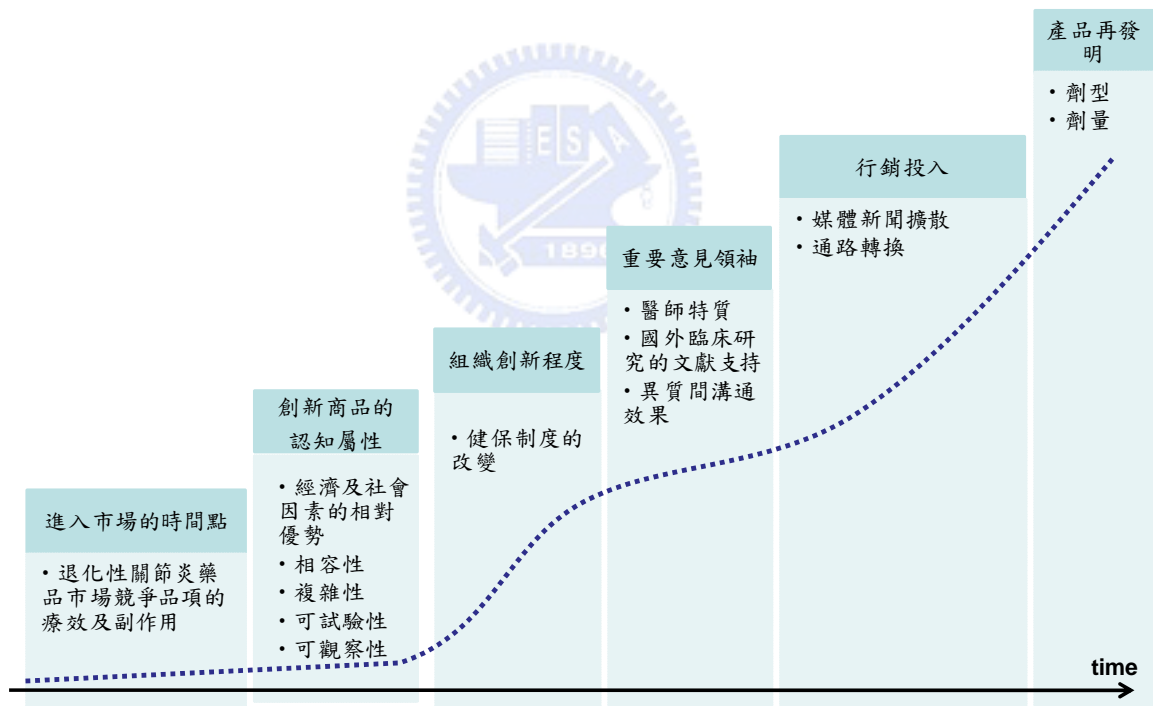 進入市場的時間點
• 退化性關節炎藥
品市場競爭品項的
療效及副作用
創新商品的
認知屬性
• 經濟及社會
因素的相對
優勢
• 相容性
• 複雜性
• 可試驗性
• 可觀察性
組織創新程度
• 健保制度的
改變
重要意見領袖
• 醫師特質
• 國外臨床研
究的文獻支持
• 異質間溝通
效果
行銷投入
• 媒體新聞擴散
• 通路轉換
產品再發
明
• 劑型
• 劑量
time
E S A
1896